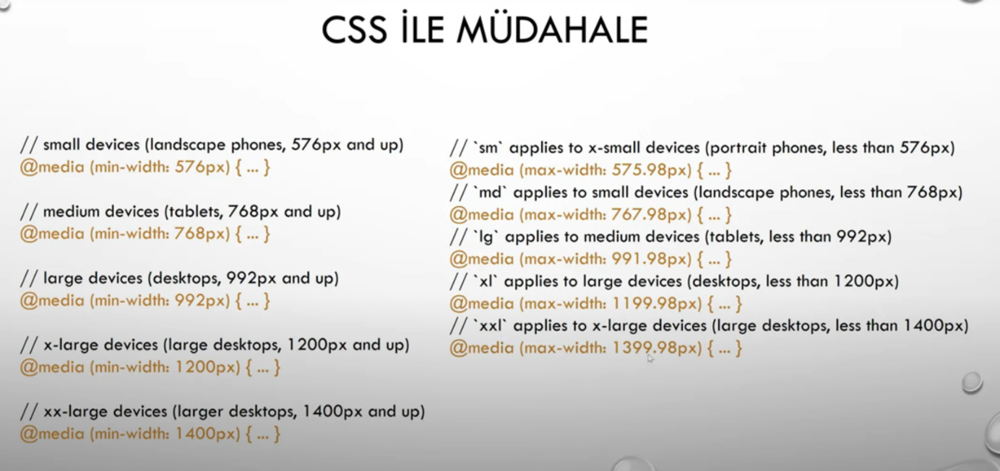 CSS İLE MÜDAHALE
// small devices (landscape phones, 576px and up)
@media (min-width: 576px) { ... }
// medium devices (tablets, 768px and up)
@media (min-width: 768px) { ... }
// large devices (desktops, 992px and up)
@media (min-width: 992px) { ... }
// x-large devices (large desktops, 1200px and up)
@media (min-width: 1200px) { ... }
// xx-large devices (larger desktops, 1400px and up)
@media (min-width: 1400px) { ... }
// `sm` applies to x-small devices (portrait phones, less than 576px)
@media (max-width: 575.98px) { ... }
// `md` applies to small devices (landscape phones, less than 768px)
@media (max-width: 767.98px) { ... }
// `lg` applies to medium devices (tablets, less than 992px)
@media (max-width: 991.98px) { ... }
// `xl` applies to large devices (desktops, less than 1200px)
@media (max-width: 1199.98px) { ... }
// `xxl` applies to x-large devices (large desktops, less than 1400px)
@media (max-width: 1399.98px) { ... }